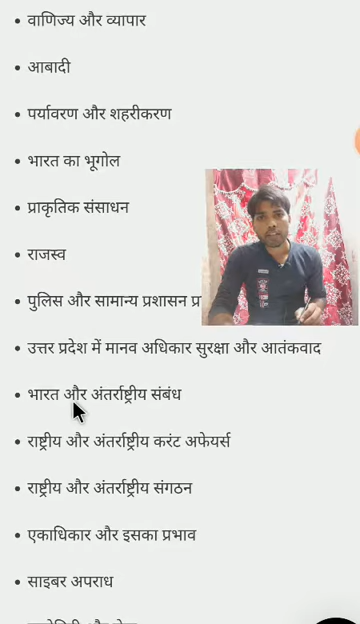 वाणिज्य और व्यापार
आबादी
पर्यावरण और शहरीकरण
भारत का भूगोल
प्राकृतिक संसाधन
राजस्व
पुलिस और सामान्य प्रशासन
उत्तर प्रदेश में मानव अधिकार सुरक्षा और आतंकवाद
भारत और अंतर्राष्ट्रीय संबंध
राष्ट्रीय और अंतर्राष्ट्रीय करंट अफेयर्स
राष्ट्रीय और अंतर्राष्ट्रीय संगठन
एकाधिकार और इसका प्रभाव
साइबर अपराध